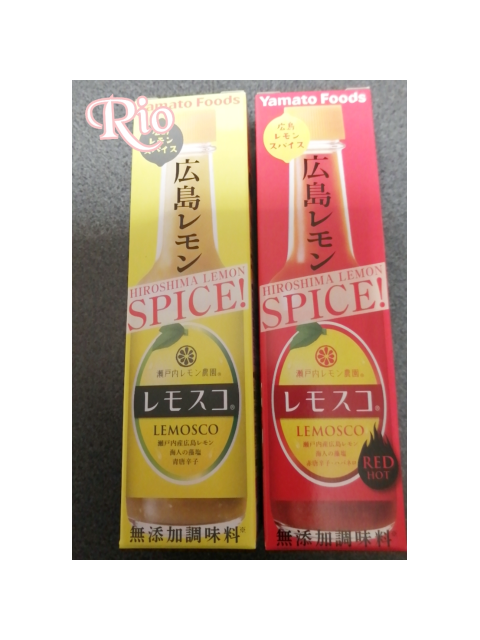 Rio
Yamato Foods
レモン
スパイス
広島レモン
HIROSHIMA LEMON
SPICE!
瀬戸内レモン農園®
レモスコ®
LEMOSCO
瀬戸内産広島レモン
海人の藻塩
青唐辛子
無添加調味料※
Yamato Foods
広島
レモン
スパイス
広島レモン
HIROSHIMA LEMON
SPICE!
瀬戸内レモン農園®
レモスコ®
LEMOSCO
瀬戸内産広島レモン
海人の藻塩
RED
HOT
無添加調味料※